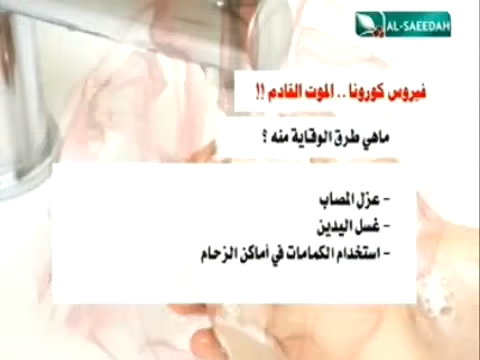 AL-SAEEDAH
فيروس كورونا .. الموت القادم !!
ماهي طرق الوقاية منه ؟
- عزل المصاب
- غسل اليدين
- استخدام الكمامات في أماكن الزحام